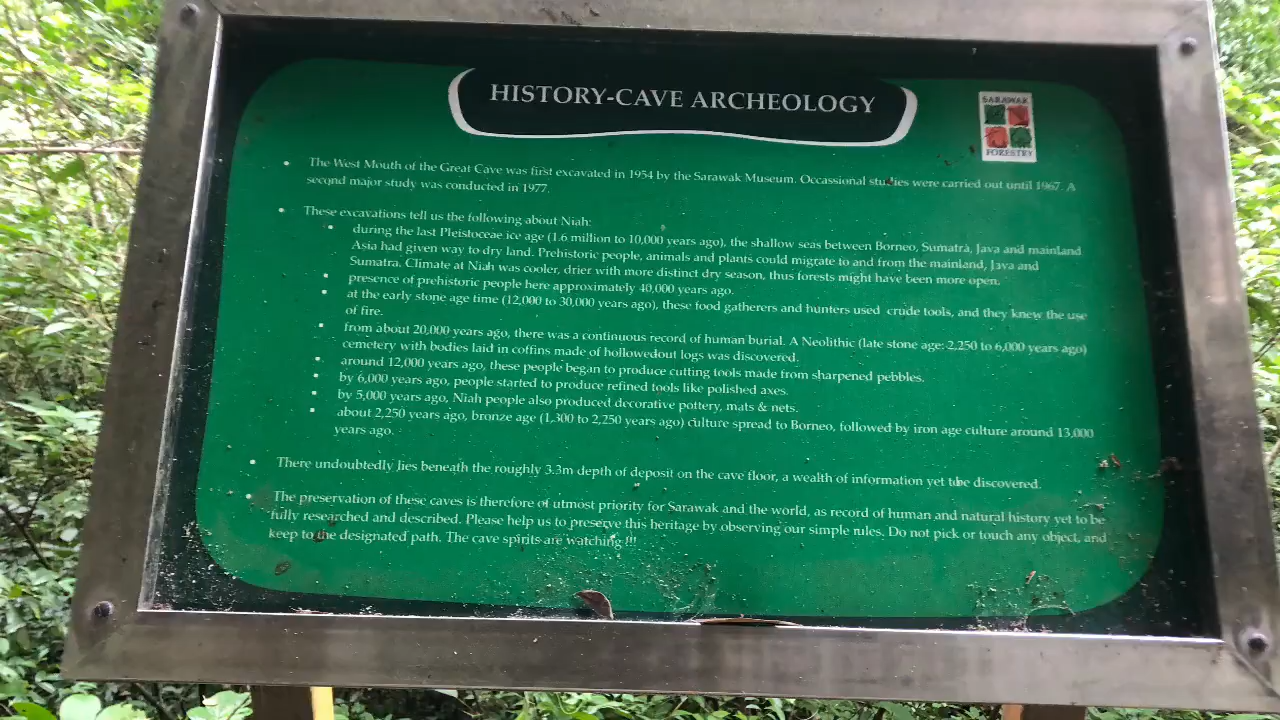 HISTORY-CAVE ARCHEOLOGY
SARAWAK
FORESTRY
• The West Mouth of the Great Cave was first excavated in 1954 by the Sarawak Museum. Occassional studies were carried out until 1967. A
second major study was conducted in 1977.
• These excavations tell us the following about Niah:
• during the last Pleistoceae ice age (1.6 million to 10,000 years ago), the shallow seas between Borneo, Sumatra, Java and mainland
Asia had given way to dry land. Prehistoric people, animals and plants could migrate to and from the mainland, Java and
Sumatra. Climate at Niah was cooler, drier with more distinct dry season, thus forests might have been more open.
• presence of prehistoric people here approximately 40,000 years ago.
• at the early stone age time (12,000 to 30,000 years ago), these food gatherers and hunters used crude tools, and they knew the use
of fire.
• from about 20,000 years ago, there was a continuous record of human burial. A Neolithic (late stone age: 2,250 to 6,000 years ago)
cemetery with bodies laid in coffins made of hollowedout logs was discovered.
• around 12,000 years ago, these people began to produce cutting tools made from sharpened pebbles.
• by 6,000 years ago, people started to produce refined tools like polished axes.
• by 5,000 years ago, Niah people also produced decorative pottery, mats & nets.
• about 2,250 years ago, bronze age (1,300 to 2,250 years ago) culture spread to Borneo, followed by iron age culture around 13,000
years ago.
• There undoubtedly lies beneath the roughly 3.3m depth of deposit on the cave floor, a wealth of information yet to be discovered.
• The preservation of these caves is therefore of utmost priority for Sarawak and the world, as record of human and natural history yet to be
fully researched and described. Please help us to preserve this heritage by observing our simple rules. Do not pick or touch any object, and
keep to the designated path. The cave spirits are watching !!!